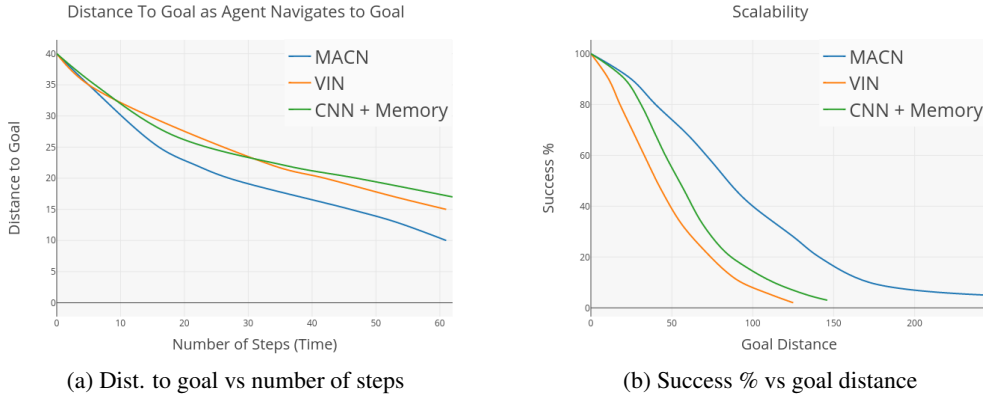 Distance To Goal as Agent Navigates to Goal
MACN
VIN
CNN + Memory
40
35
30
25
20
15
10
5
0
Distance to Goal
0 10 20 30 40 50 60
Number of Steps (Time)
(a) Dist. to goal vs number of steps
Scalability
MACN
VIN
CNN + Memory
100
80
60
40
20
0
Success %
0 50 100 150 200
Goal Distance
(b) Success % vs goal distance